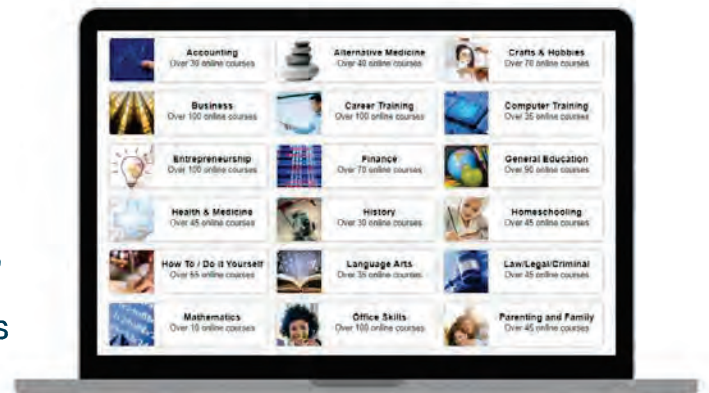 Accounting
Over 30 online courses
Alternative Medicine
Over 40 online courses
Crafts & Hobbies
Over 70 online courses
Business
Over 100 online courses
Career Training
Over 100 online courses
Computer Training
Over 35 online courses
Entrepreneurship
Over 100 online courses
Finance
Over 70 online courses
General Education
Over 90 online courses
Health & Medicine
Over 45 online courses
History
Over 30 online courses
Homeschooling
Over 45 online courses
How To / Do it Yourself
Over 65 online courses
Language Arts
Over 35 online courses
Law/Legal/Criminal
Over 45 online courses
Mathematics
Over 10 online courses
Office Skills
Over 100 online courses
Parenting and Family
Over 45 online courses